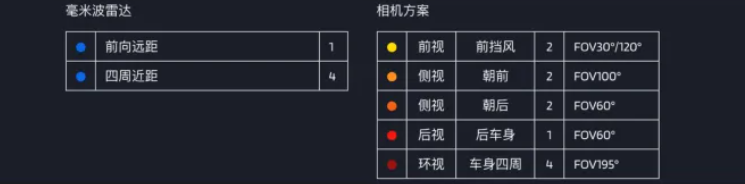 毫米波雷达
前向远距 1
四周近距 4
相机方案
前视 前挡风 2 FOV30°/120°
侧视 朝前 2 FOV100°
侧视 朝后 2 FOV60°
后视 后车身 1 FOV60°
环视 车身四周 4 FOV195°